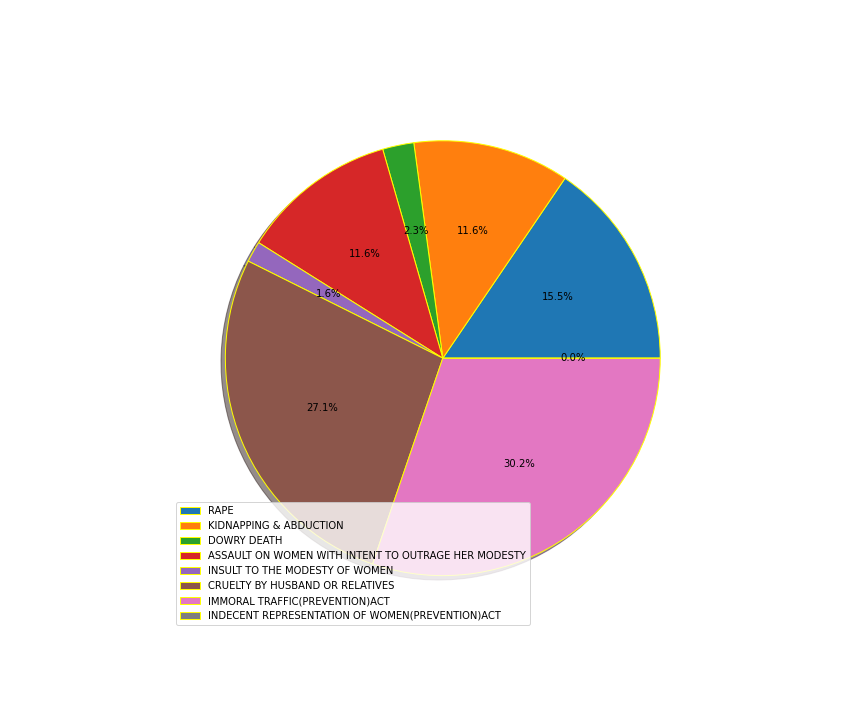 2.3%
11.6%
11.6%
15.5%
1.6%
0.0%
27.1%
30.2%
RAPE
KIDNAPPING & ABDUCTION
DOWRY DEATH
ASSAULT ON WOMEN WITH INTENT TO OUTRAGE HER MODESTY
INSULT TO THE MODESTY OF WOMEN
CRUELTY BY HUSBAND OR RELATIVES
IMMORAL TRAFFIC(PREVENTION)ACT
INDECENT REPRESENTATION OF WOMEN(PREVENTION)ACT